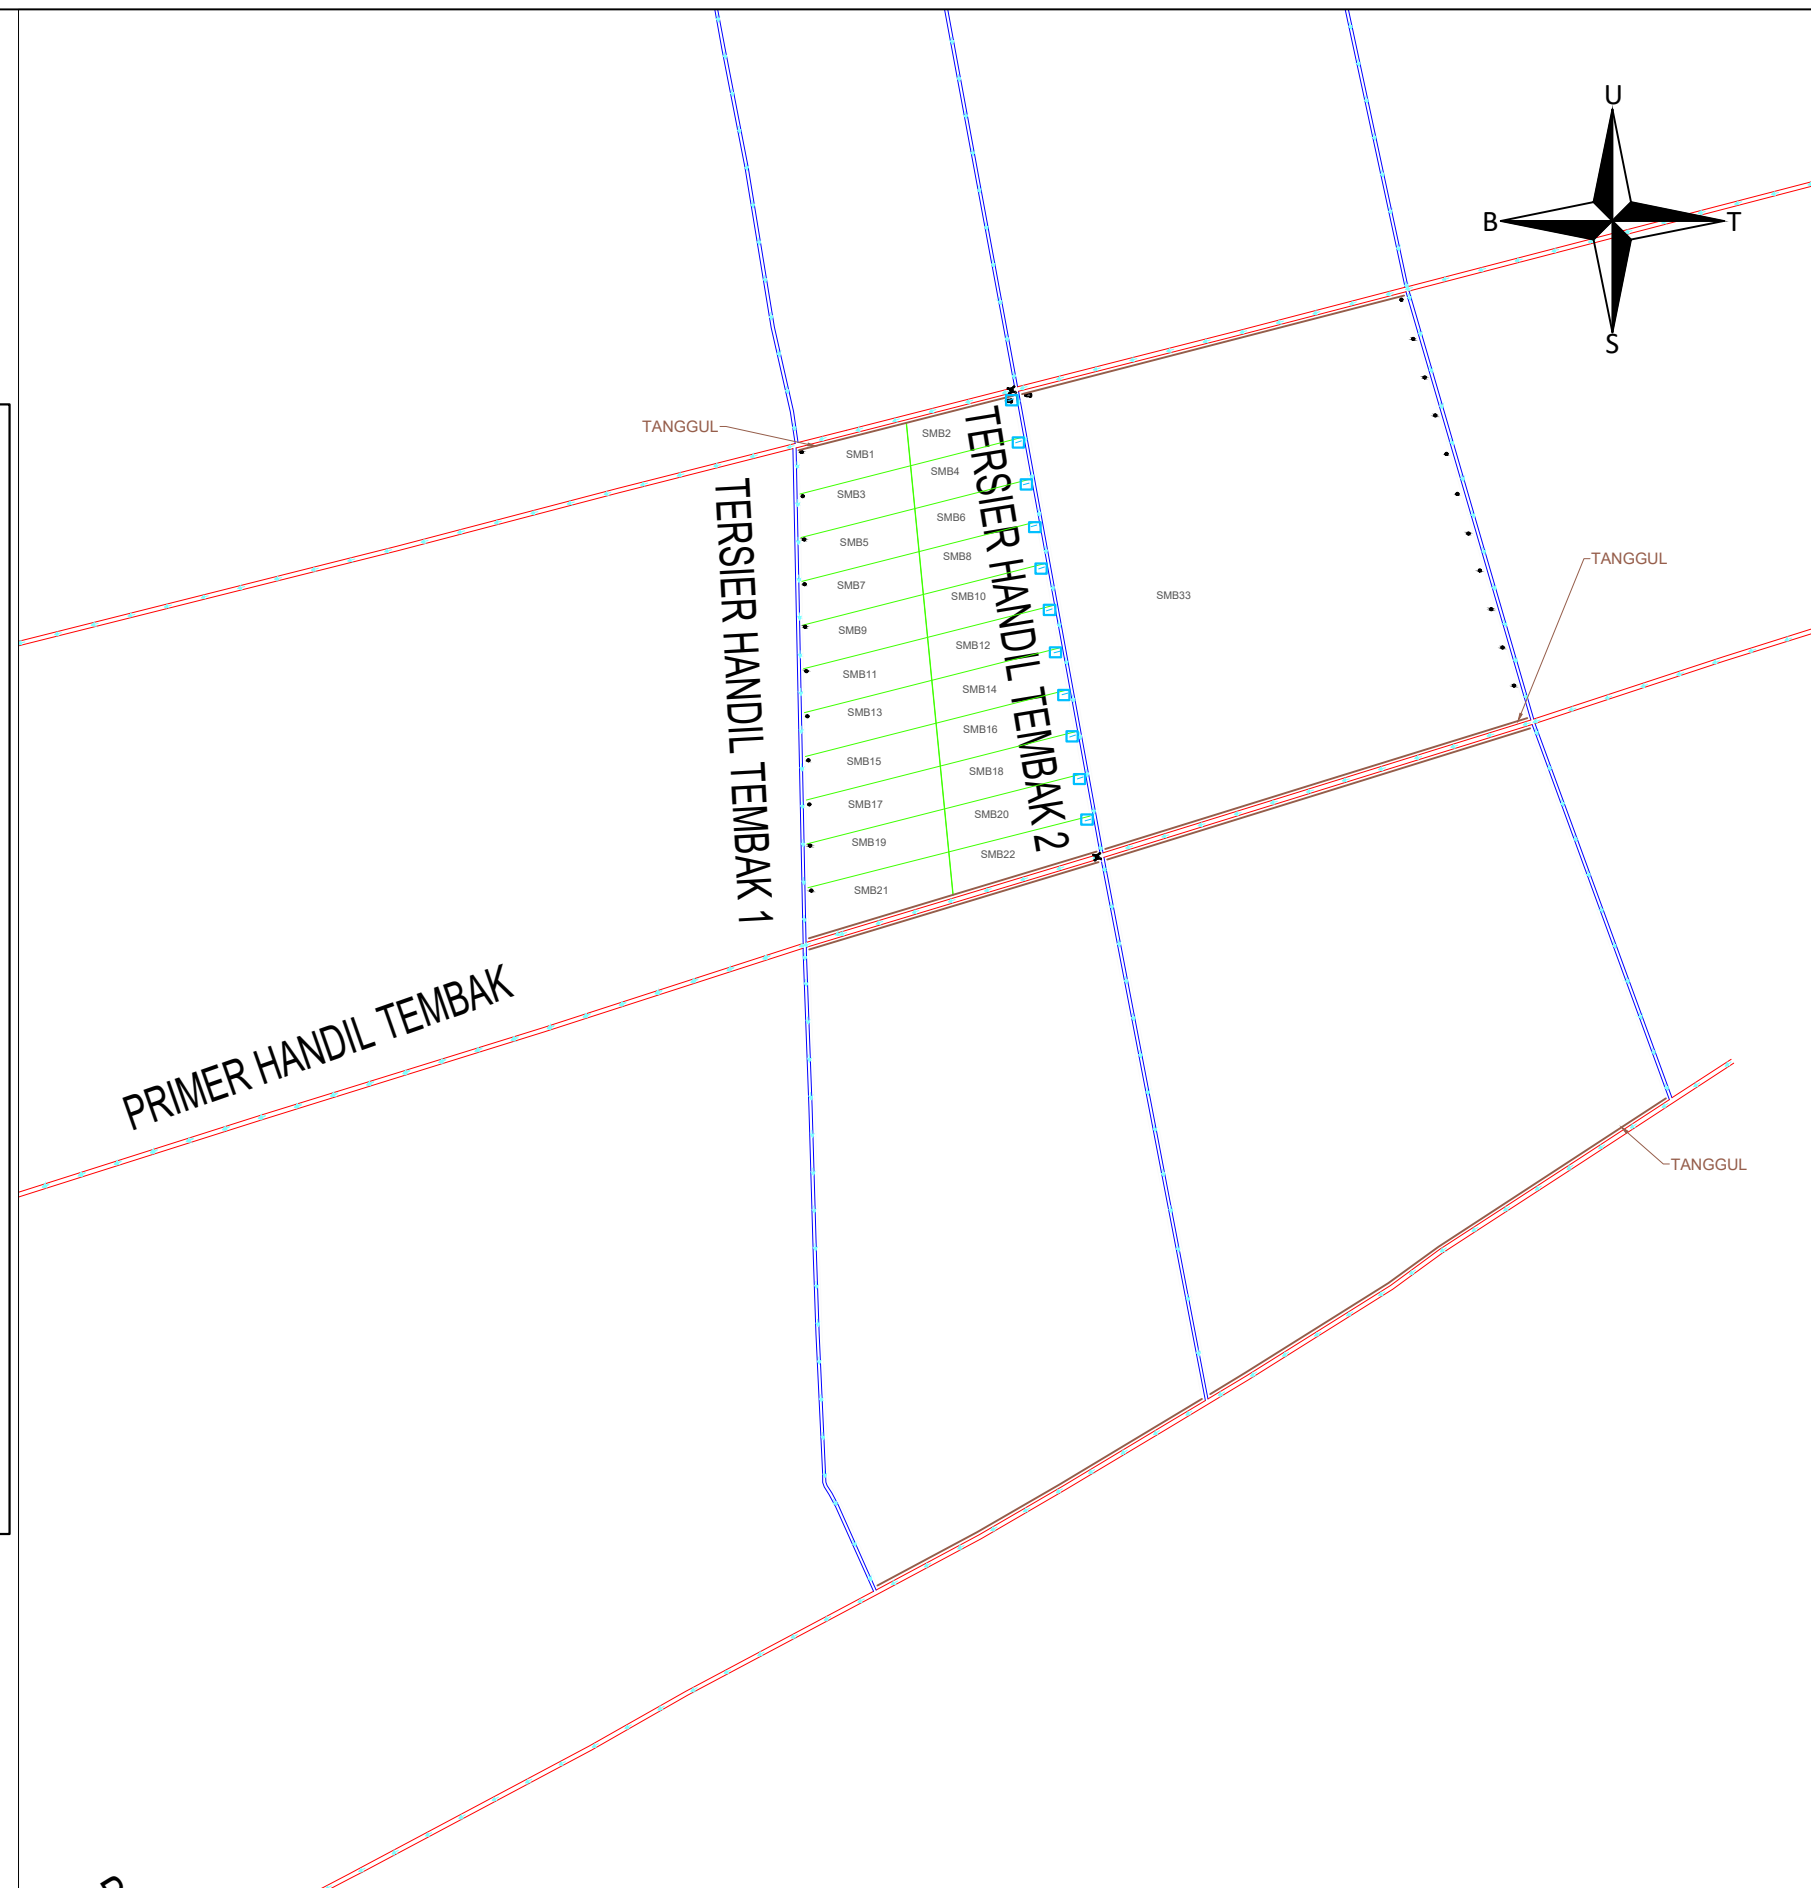 U
B
T
S
TANGGUL
SMB2
SMB1
SMB4
SMB3
SMB6
SMB5
SMB8
SMB7
SMB10
SMB9
SMB12
SMB11
SMB14
SMB13
SMB16
SMB15
SMB18
SMB17
SMB20
SMB19
SMB22
SMB21
TERSIER HANDIL TEMBAK 1
TERSIER HANDIL TEMBAK 2
SMB33
TANGGUL
PRIMER HANDIL TEMBAK
TANGGUL